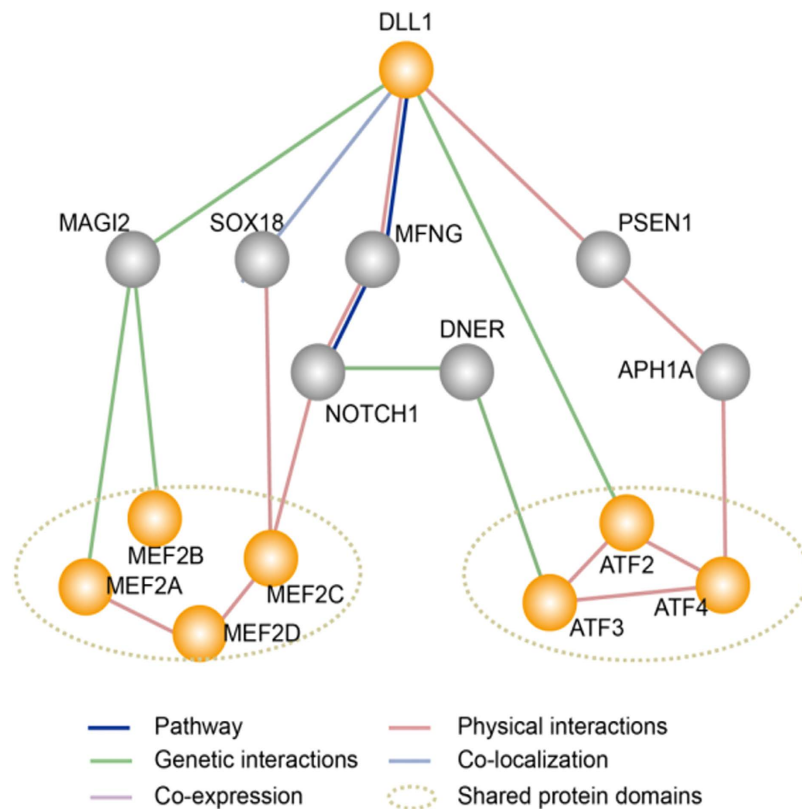 DLL1
MAGI2
SOX18
MFNG
PSEN1
DNER
APH1A
NOTCH1
MEF2B
MEF2A
MEF2C
MEF2D
ATF2
ATF4
ATF3
Pathway
Physical interactions
Genetic interactions
Co-localization
Co-expression
Shared protein domains